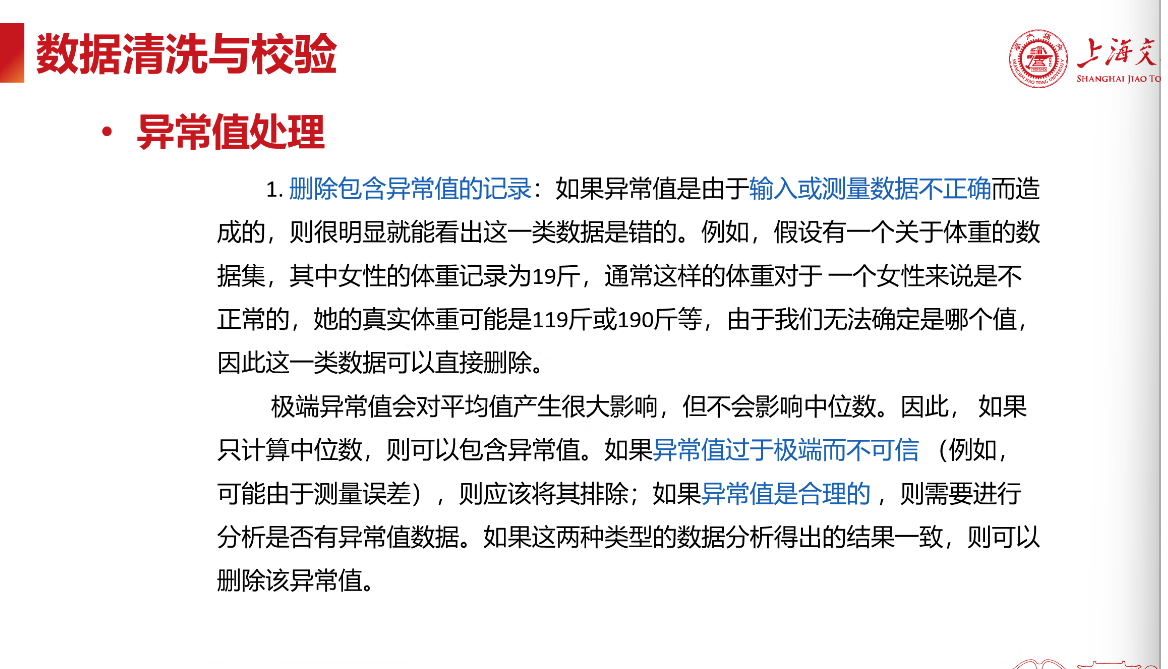 数据清洗与校验
上海交
SHANGHAI JIAO TO
• 异常值处理
1. 删除包含异常值的记录：如果异常值是由于输入或测量数据不正确而造
成的，则很明显就能看出这一类数据是错的。例如，假设有一个关于体重的数
据集，其中女性的体重记录为19斤，通常这样的体重对于 一个女性来说是不
正常的，她的真实体重可能是119斤或190斤等，由于我们无法确定是哪个值，
因此这一类数据可以直接删除。
极端异常值会对平均值产生很大影响，但不会影响中位数。因此， 如果
只计算中位数，则可以包含异常值。如果异常值过于极端而不可信 （例如，
可能由于测量误差），则应该将其排除；如果异常值是合理的 ，则需要进行
分析是否有异常值数据。如果这两种类型的数据分析得出的结果一致，则可以
删除该异常值。